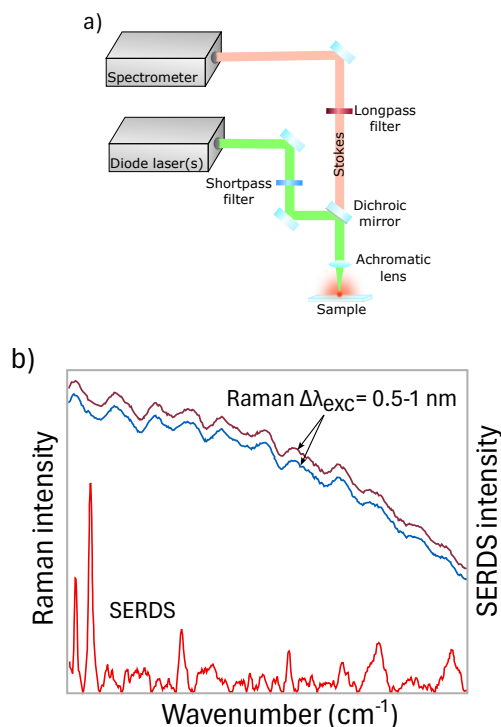 a)
Spectrometer
Longpass
filter
Stokes
Diode laser(s)
Shortpass
filter
Dichroic
mirror
Achromatic
lens
Sample
b)
Raman Δλexc= 0.5-1 nm
Raman intensity
SERDS intensity
SERDS
Wavenumber (cm⁻¹)